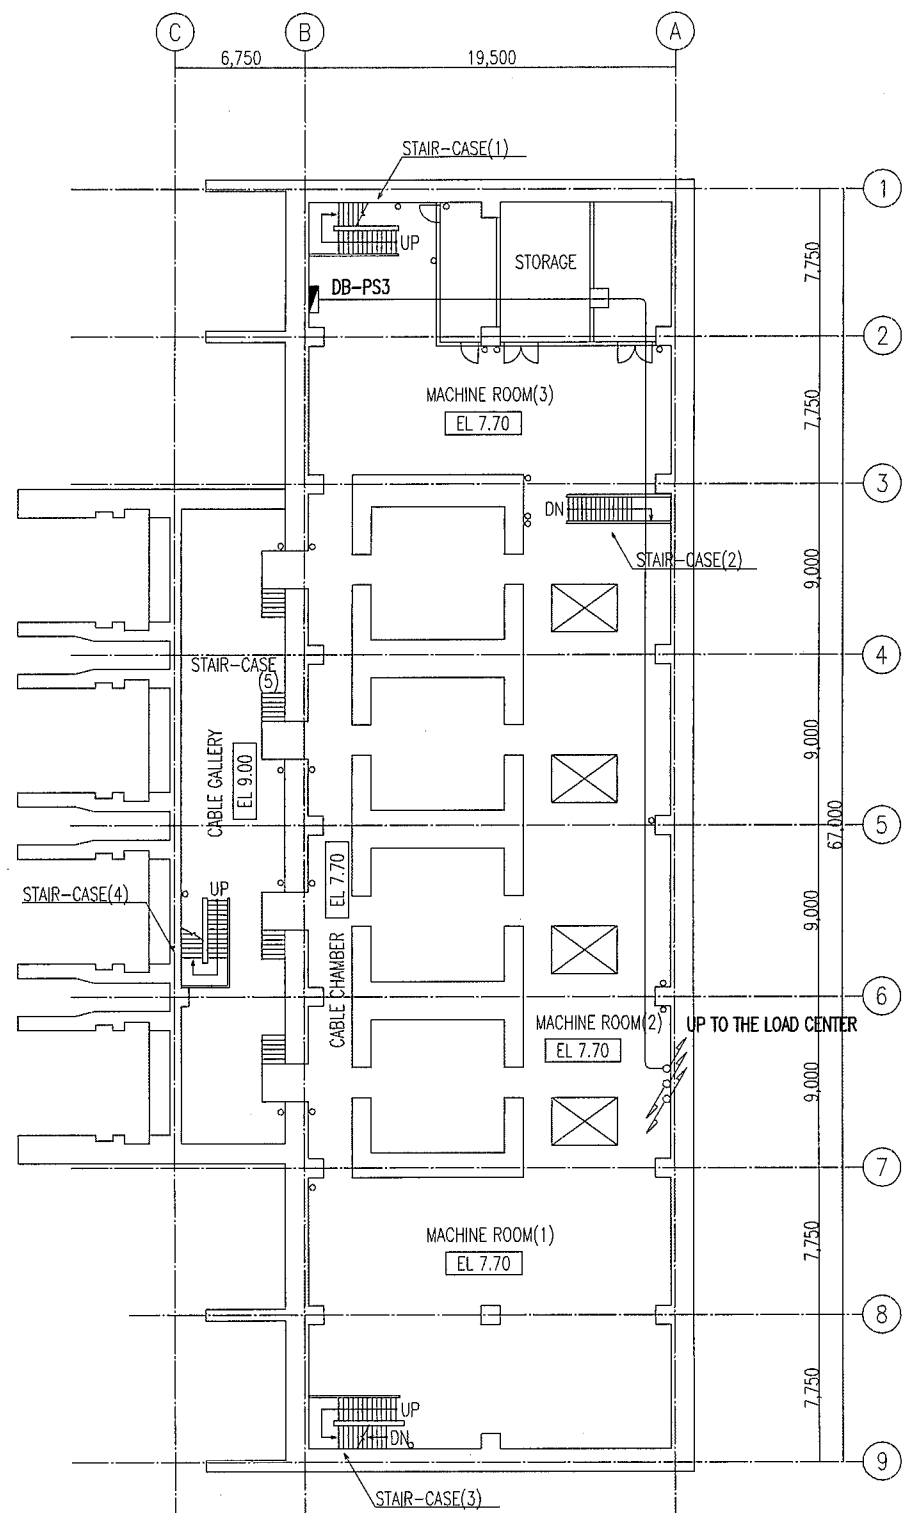 C
B
A
6,750
19,500
STAIR-CASE(1)
1
UP
STORAGE
7,750
DB-PS3
2
MACHINE ROOM(3)
EL 7.70
7,750
3
DN
STAIR-CASE(2)
9,000
4
STAIR-CASE
(5)
CABLE GALLERY
EL 9.00
9,000
5
67,000
EL 7.70
STAIR-CASE(4)
UP
9,000
CABLE CHAMBER
6
MACHINE ROOM(2)
UP TO THE LOAD CENTER
EL 7.70
9,000
7
MACHINE ROOM(1)
EL 7.70
7,750
8
7,750
UP
DN
9
STAIR-CASE(3)